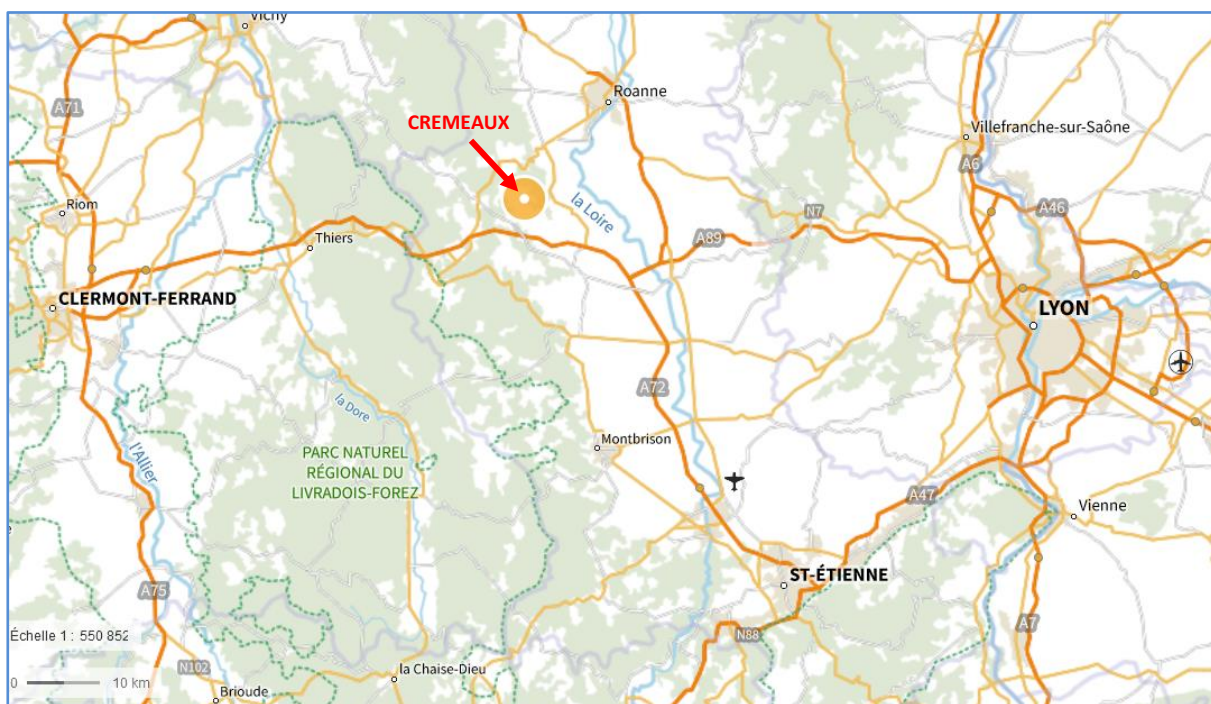 Vichy
A71
Roanne
CREMEAUX
Villefranche-sur-Saône
A6
Riom
la Loire
N7
A46
Thiers
A89
CLERMONT-FERRAND
LYON
la Dore
A72
Montbrison
l'Allier
PARC NATUREL
RÉGIONAL DU
LIVRADOIS-FOREZ
A47
Vienne
ST-ÉTIENNE
A75
Échelle 1 : 550 852
N88
A7
N102
la Chaise-Dieu
0 10 km
Brioude